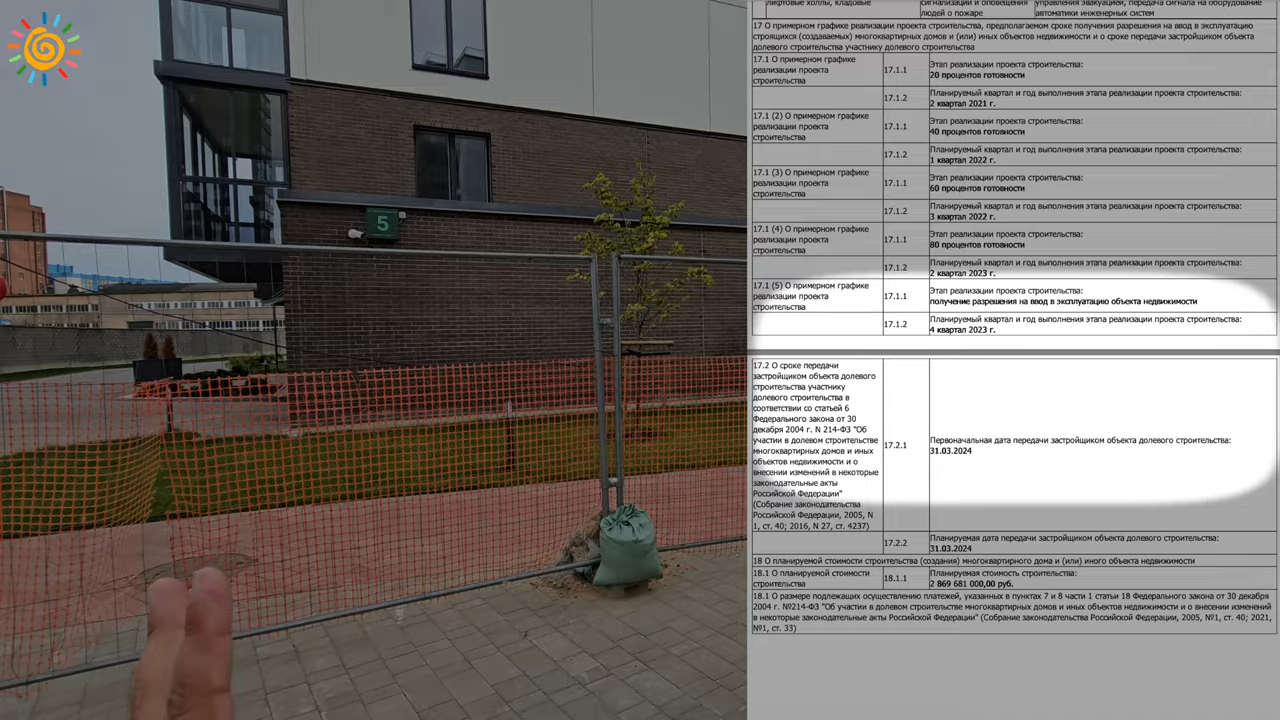 5
лифтовые холлы, кладовые
сигнализации и оповещения
людей о пожаре
управления эвакуацией, передача сигнала на оборудование
автоматики инженерных систем
17 О примерном графике реализации проекта строительства, предполагаемом сроке получения разрешения на ввод в эксплуатацию
строящихся (создаваемых) многоквартирных домов и (или) иных объектов недвижимости и о сроке передачи застройщиком объекта
долевого строительства участнику долевого строительства
17.1 О примерном графике
реализации проекта
строительства
17.1.1
Этап реализации проекта строительства:
20 процентов готовности
17.1.2
Планируемый квартал и год выполнения этапа реализации проекта строительства:
2 квартал 2021 г.
17.1 (2) О примерном графике
реализации проекта
строительства
17.1.1
Этап реализации проекта строительства:
40 процентов готовности
17.1.2
Планируемый квартал и год выполнения этапа реализации проекта строительства:
1 квартал 2022 г.
17.1 (3) О примерном графике
реализации проекта
строительства
17.1.1
Этап реализации проекта строительства:
60 процентов готовности
17.1.2
Планируемый квартал и год выполнения этапа реализации проекта строительства:
3 квартал 2022 г.
17.1 (4) О примерном графике
реализации проекта
строительства
17.1.1
Этап реализации проекта строительства:
80 процентов готовности
17.1.2
Планируемый квартал и год выполнения этапа реализации проекта строительства:
2 квартал 2023 г.
17.1 (5) О примерном графике
реализации проекта
строительства
17.1.1
Этап реализации проекта строительства:
получение разрешения на ввод в эксплуатацию объекта недвижимости
17.1.2
Планируемый квартал и год выполнения этапа реализации проекта строительства:
4 квартал 2023 г.
17.2 О сроке передачи
застройщиком объекта долевого
строительства участнику
долевого строительства в
соответствии со статьей 6
Федерального закона от 30
декабря 2004 г. N 214-ФЗ "Об
участии в долевом строительстве
многоквартирных домов и иных
объектов недвижимости и о
внесении изменений в некоторые
законодательные акты
Российской Федерации"
(Собрание законодательства
Российской Федерации, 2005, N
1, ст. 40; 2016, N 27, ст. 4237)
17.2.1
Первоначальная дата передачи застройщиком объекта долевого строительства:
31.03.2024
17.2.2
Планируемая дата передачи застройщиком объекта долевого строительства:
31.03.2024
18 О планируемой стоимости строительства (создания) многоквартирного дома и (или) иного объекта недвижимости
18.1 О планируемой стоимости
строительства
18.1.1
Планируемая стоимость строительства:
2 869 681 000,00 руб.
18.1 О размере подлежащих осуществлению платежей, указанных в пунктах 7 и 8 части 1 статьи 18 Федерального закона от 30 декабря
2004 г. №214-ФЗ "Об участии в долевом строительстве многоквартирных домов и иных объектов недвижимости и о внесении изменений
в некоторые законодательные акты Российской Федерации" (Собрание законодательства Российской Федерации, 2005, №1, ст. 40; 2021,
№1, ст. 33)